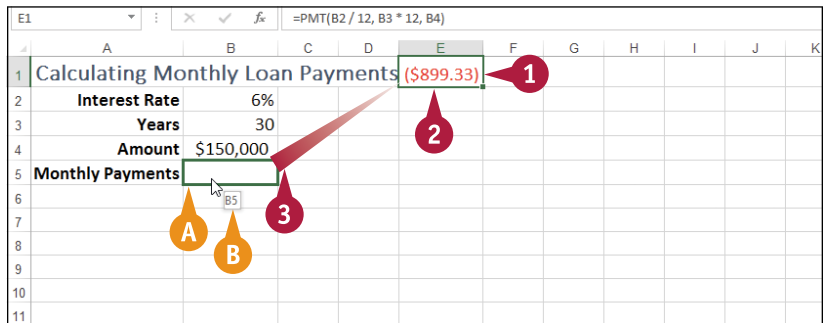 E1 fx =PMT(B2 / 12, B3 * 12, B4)
A B C D E F G H I J K
1 Calculating Monthly Loan Payments ($899.33) 1
2 Interest Rate 6% 2
3 Years 30
4 Amount $150,000
5 Monthly Payments
6 B5 3
7 A
8 B
9
10
11